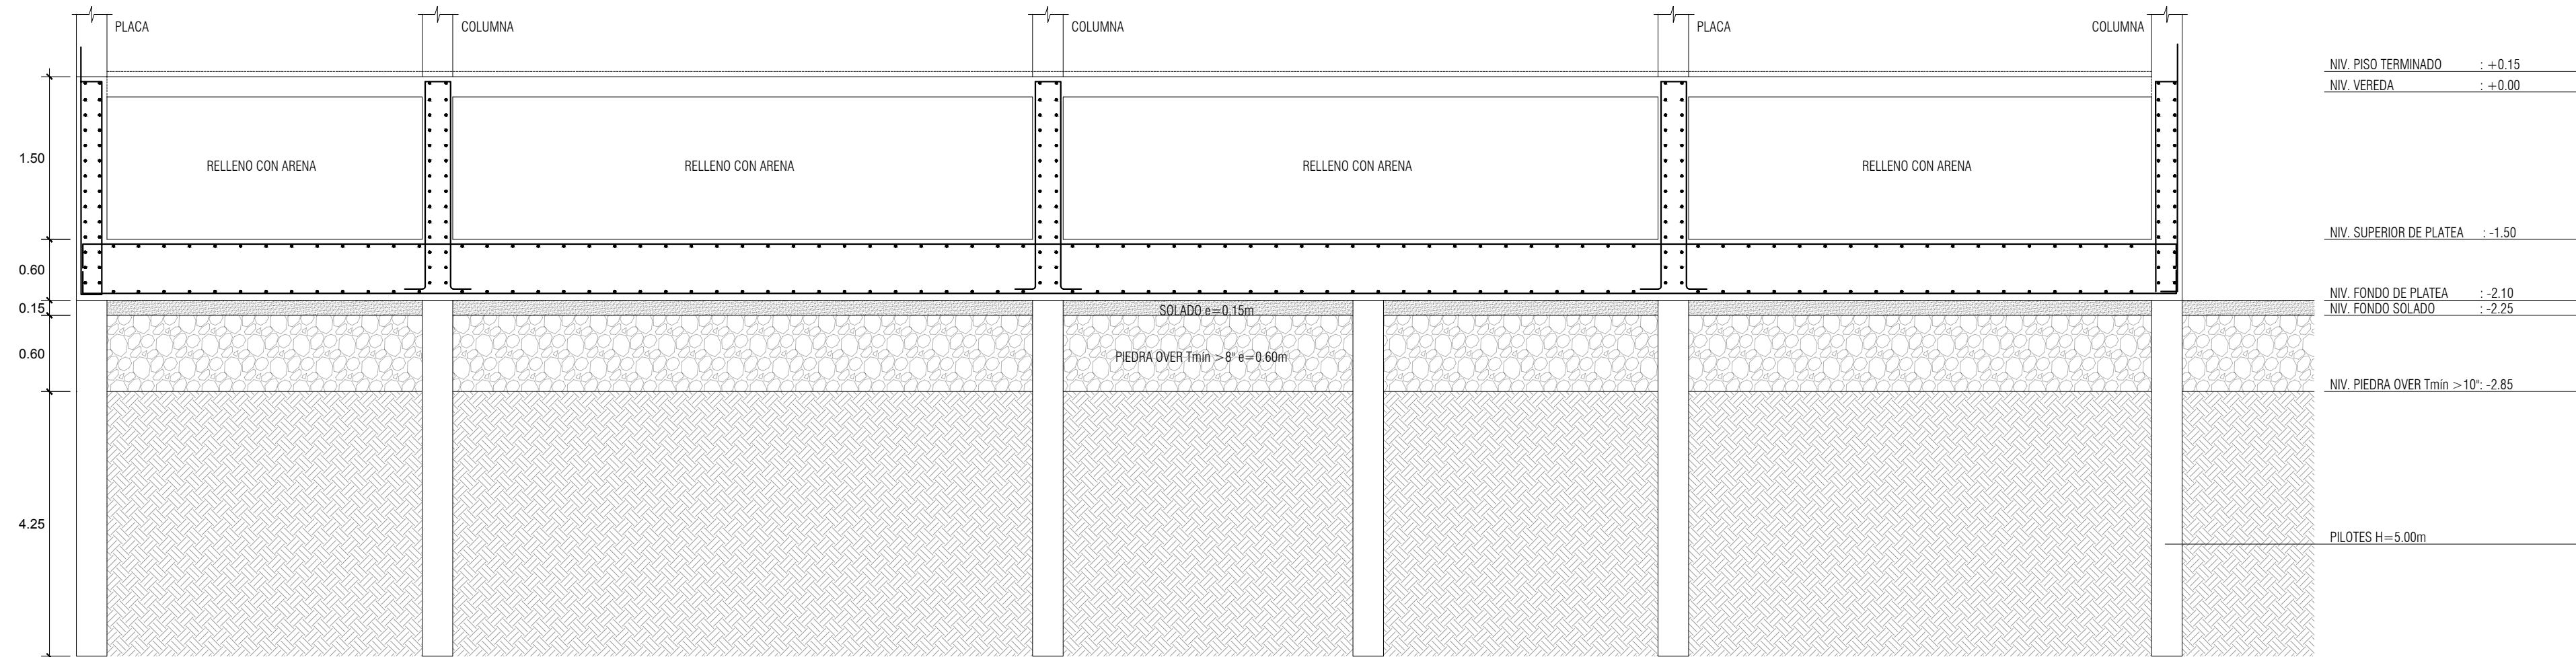 PLACA
COLUMNA
COLUMNA
PLACA
COLUMNA
NIV. PISO TERMINADO : +0.15
NIV. VEREDA : +0.00
1.50
RELLENO CON ARENA
RELLENO CON ARENA
RELLENO CON ARENA
RELLENO CON ARENA
NIV. SUPERIOR DE PLATEA : -1.50
0.60
NIV. FONDO DE PLATEA : -2.10
0.15
SOLADO e=0.15m
NIV. FONDO SOLADO : -2.25
0.60
PIEDRA OVER Tmín >8" e=0.60m
NIV. PIEDRA OVER Tmín >10": -2.85
4.25
PILOTES H=5.00m